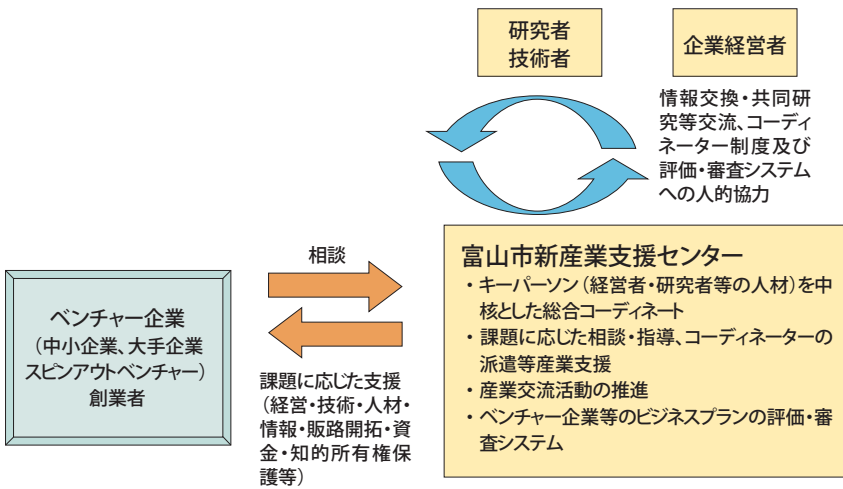 研究者
技術者
企業経営者
情報交換・共同研
究等交流、コーディ
ネーター制度及び
評価・審査システム
への人的協力
相談
ベンチャー企業
（中小企業、大手企業
スピンアウトベンチャー）
創業者
課題に応じた支援
（経営・技術・人材・
情報・販路開拓・資
金・知的所有権保
護等）
富山市新産業支援センター
・キーパーソン（経営者・研究者等の人材）を中
核とした総合コーディネート
・課題に応じた相談・指導、コーディネーターの
派遣等産業支援
・産業交流活動の推進
・ベンチャー企業等のビジネスプランの評価・審
査システム